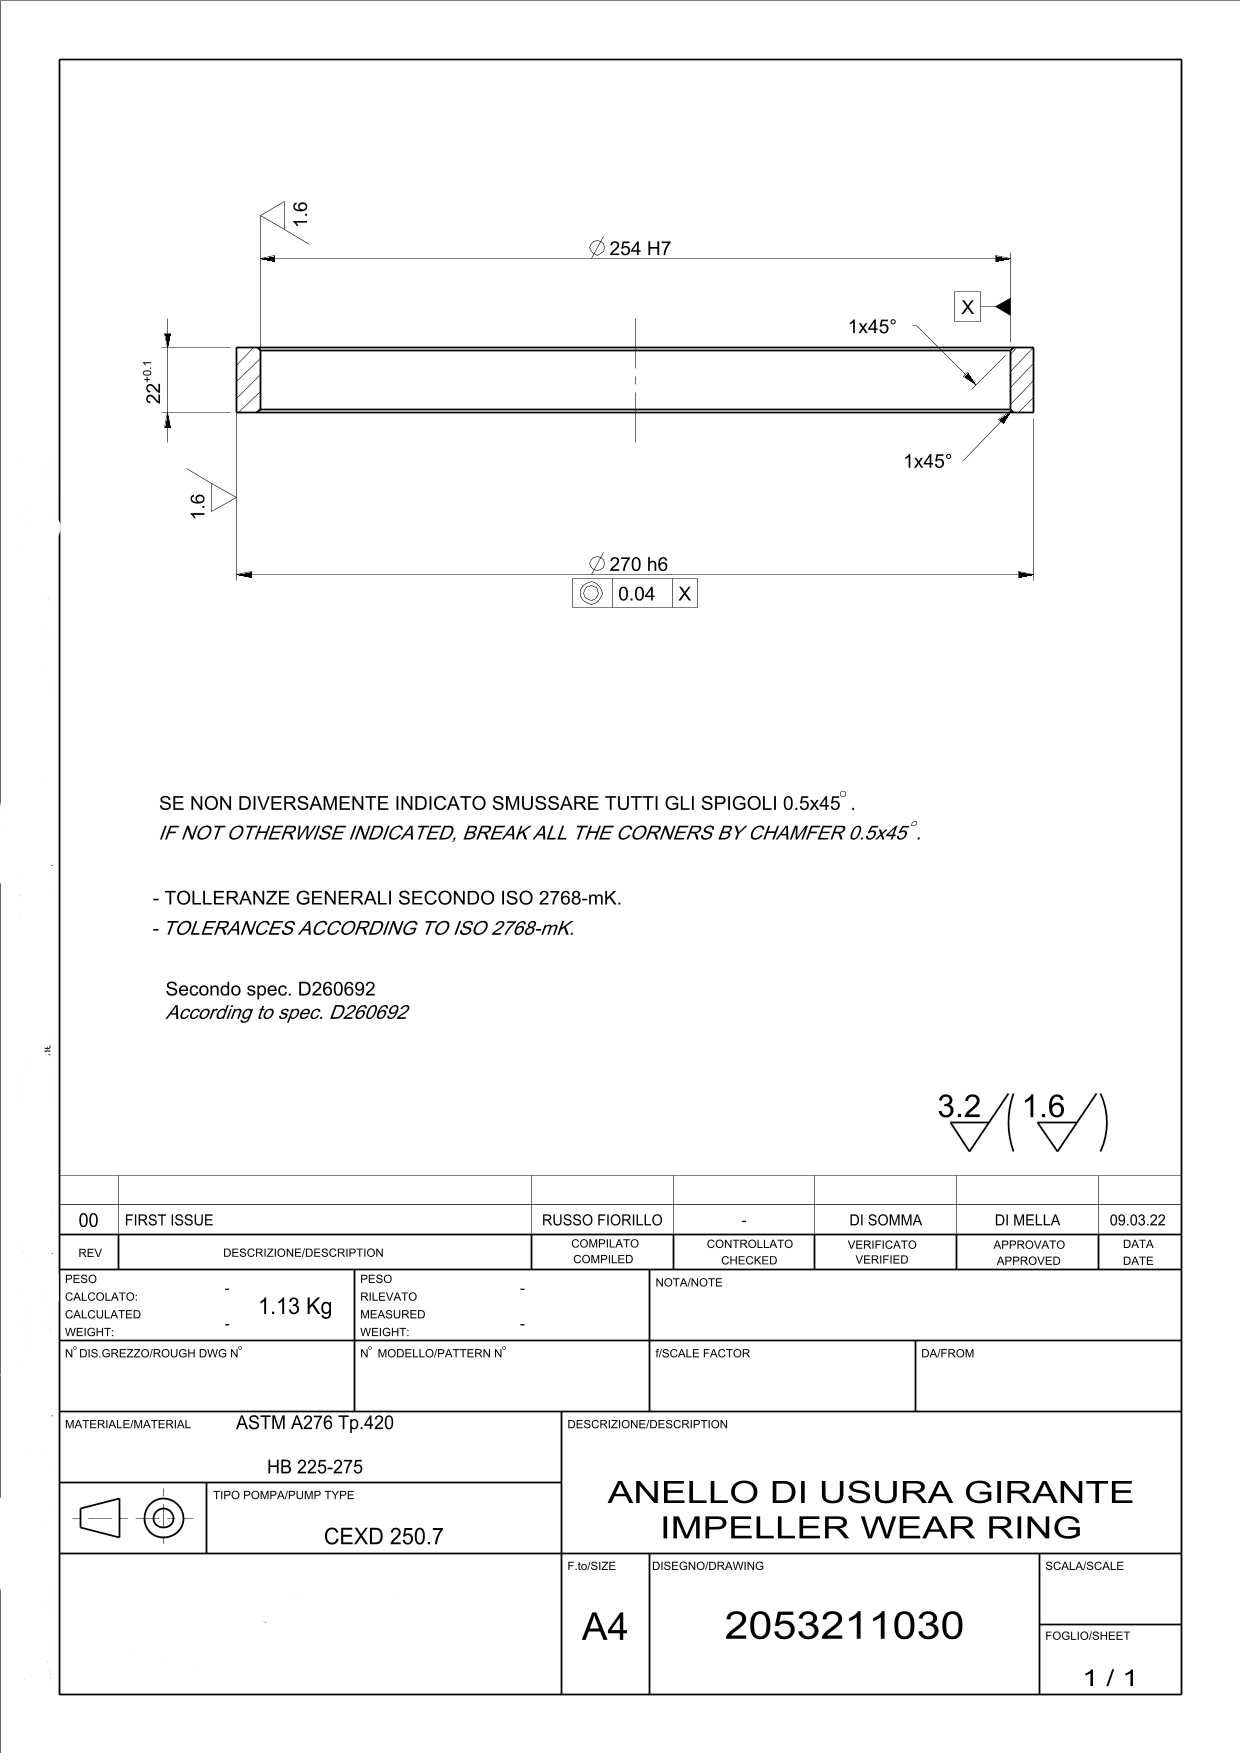 1.6
⌀ 254 H7
X
1x45°
22+0.1
1x45°
1.6
⌀ 270 h6
◎ 0.04 X
SE NON DIVERSAMENTE INDICATO SMUSSARE TUTTI GLI SPIGOLI 0.5x45°.
IF NOT OTHERWISE INDICATED, BREAK ALL THE CORNERS BY CHAMFER 0.5x45°.
- TOLLERANZE GENERALI SECONDO ISO 2768-mK.
- TOLERANCES ACCORDING TO ISO 2768-mK.
Secondo spec. D260692
According to spec. D260692
3.2 ( 1.6 )
00 FIRST ISSUE RUSSO FIORILLO - DI SOMMA DI MELLA 09.03.22
REV DESCRIZIONE/DESCRIPTION COMPILATO CONTROLLATO VERIFICATO APPROVATO DATA
COMPILED CHECKED VERIFIED APPROVED DATE
PESO
CALCOLATO: -
CALCULATED 1.13 Kg
WEIGHT: -
PESO
RILEVATO -
MEASURED
WEIGHT: -
NOTA/NOTE
N° DIS.GREZZO/ROUGH DWG N° N° MODELLO/PATTERN N° f/SCALE FACTOR DA/FROM
MATERIALE/MATERIAL ASTM A276 Tp.420
HB 225-275
DESCRIZIONE/DESCRIPTION
ANELLO DI USURA GIRANTE
IMPELLER WEAR RING
TIPO POMPA/PUMP TYPE
CEXD 250.7
F.to/SIZE
A4
DISEGNO/DRAWING
2053211030
SCALA/SCALE
FOGLIO/SHEET
1 / 1